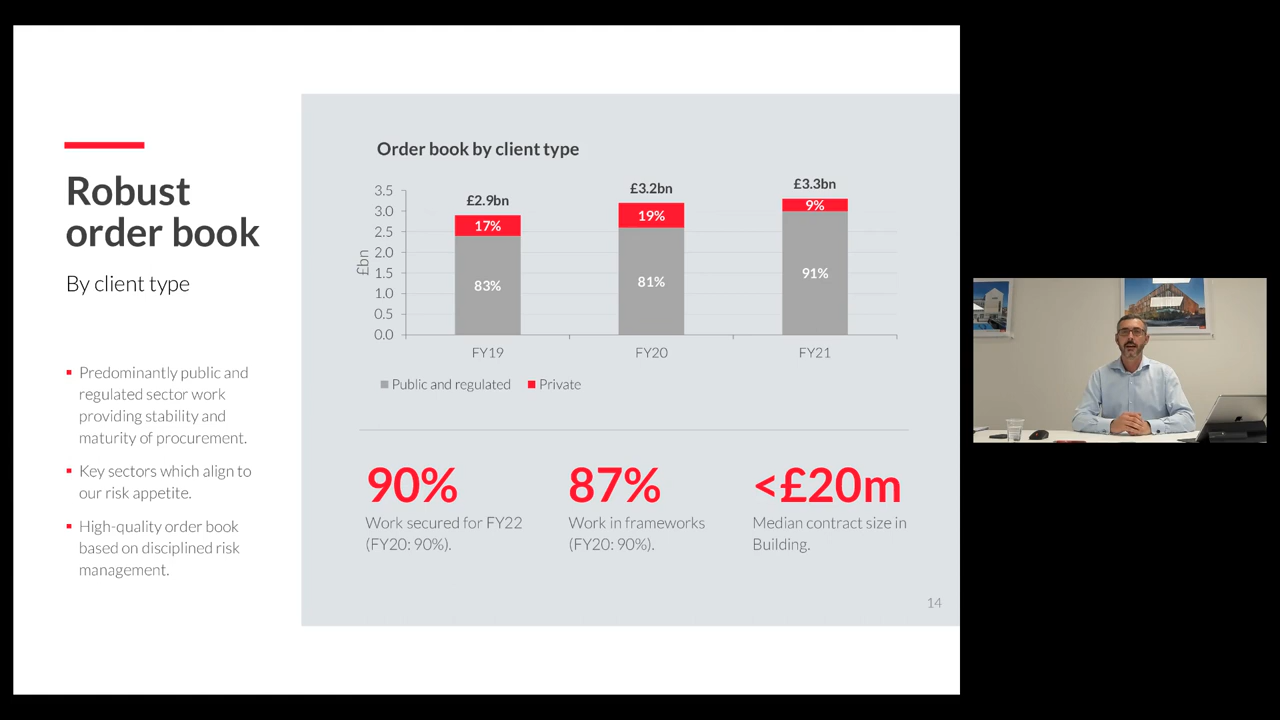 Robust
order book
By client type
Predominantly public and
regulated sector work
providing stability and
maturity of procurement.
Key sectors which align to
our risk appetite.
High-quality order book
based on disciplined risk
management.
Order book by client type
£bn
3.5
3.0
2.5
2.0
1.5
1.0
0.5
0.0
£2.9bn
17%
83%
£3.2bn
19%
81%
£3.3bn
9%
91%
FY19 FY20 FY21
Public and regulated Private
90%
Work secured for FY22
(FY20: 90%).
87%
Work in frameworks
(FY20: 90%).
<£20m
Median contract size in
Building.
14